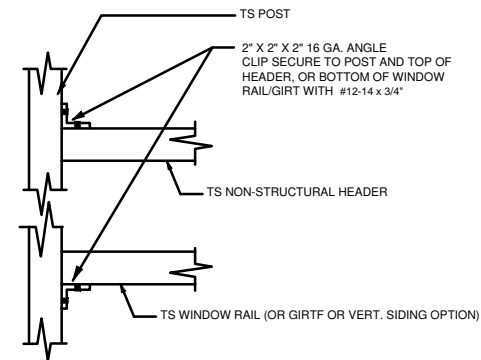 TS POST
2" X 2" X 2" 16 GA. ANGLE
CLIP SECURE TO POST AND TOP OF
HEADER, OR BOTTOM OF WINDOW
RAIL/GIRT WITH #12-14 x 3/4"
TS NON-STRUCTURAL HEADER
TS WINDOW RAIL (OR GIRTF OR VERT. SIDING OPTION)